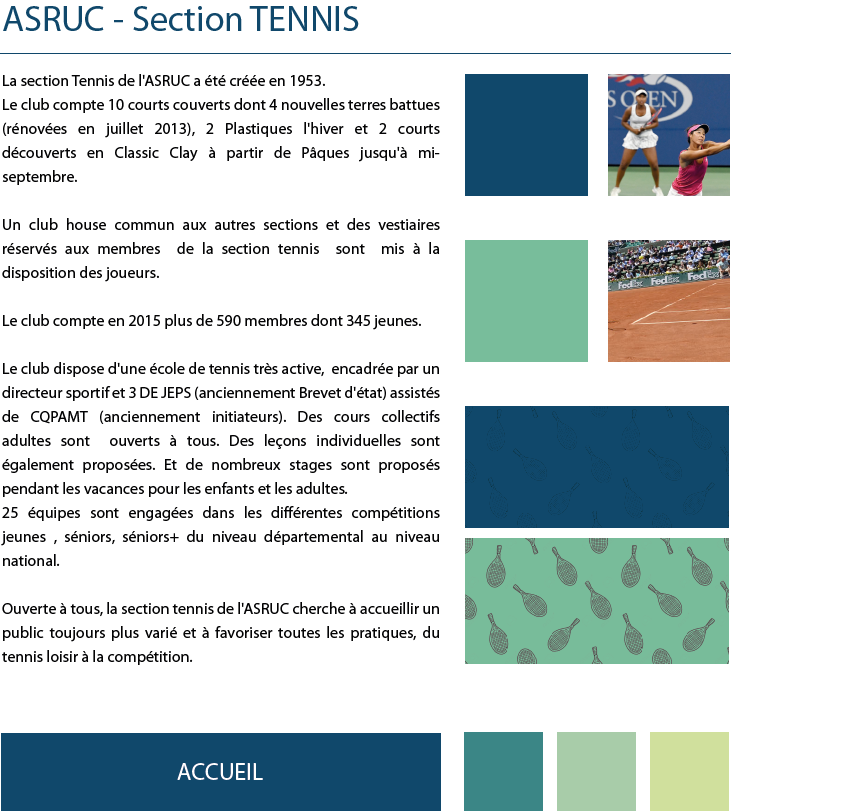 ASRUC - Section TENNIS
La section Tennis de l'ASRUC a été créée en 1953.
Le club compte 10 courts couverts dont 4 nouvelles terres battues
(rénovées en juillet 2013), 2 Plastiques l'hiver et 2 courts
découverts en Classic Clay à partir de Pâques jusqu'à mi-
septembre.
Un club house commun aux autres sections et des vestiaires
réservés aux membres de la section tennis sont mis à la
disposition des joueurs.
Le club compte en 2015 plus de 590 membres dont 345 jeunes.
Le club dispose d'une école de tennis très active, encadrée par un
directeur sportif et 3 DE JEPS (anciennement Brevet d'état) assistés
de CQPAMT (anciennement initiateurs). Des cours collectifs
adultes sont ouverts à tous. Des leçons individuelles sont
également proposées. Et de nombreux stages sont proposés
pendant les vacances pour les enfants et les adultes.
25 équipes sont engagées dans les différentes compétitions
jeunes , séniors, séniors+ du niveau départemental au niveau
national.
Ouverte à tous, la section tennis de l'ASRUC cherche à accueillir un
public toujours plus varié et à favoriser toutes les pratiques, du
tennis loisir à la compétition.
S OPEN
FedEx FedEx FedEx
ACCUEIL